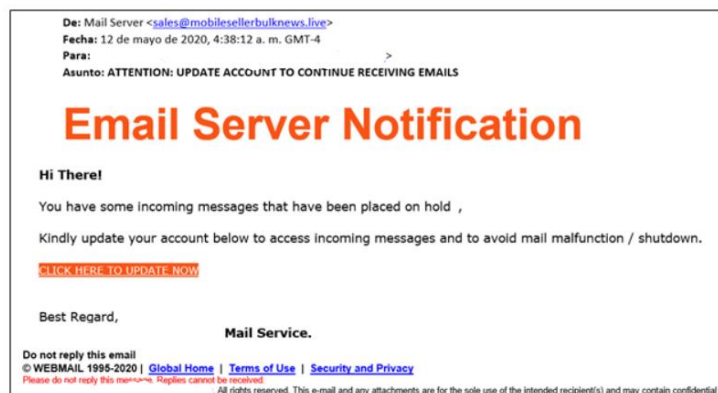 De: Mail Server <sales@mobilesellerbulknews.live>
Fecha: 12 de mayo de 2020, 4:38:12 a. m. GMT-4
Para: >
Asunto: ATTENTION: UPDATE ACCOUNT TO CONTINUE RECEIVING EMAILS
Email Server Notification
Hi There!
You have some incoming messages that have been placed on hold ,
Kindly update your account below to access incoming messages and to avoid mail malfunction / shutdown.
CLICK HERE TO UPDATE NOW
Best Regard,
Mail Service.
Do not reply this email
© WEBMAIL 1995-2020 | Global Home | Terms of Use | Security and Privacy
Please do not reply this message. Replies cannot be received.
All rights reserved. This e-mail and any attachments are for the sole use of the intended recipient(s) and may contain confidential